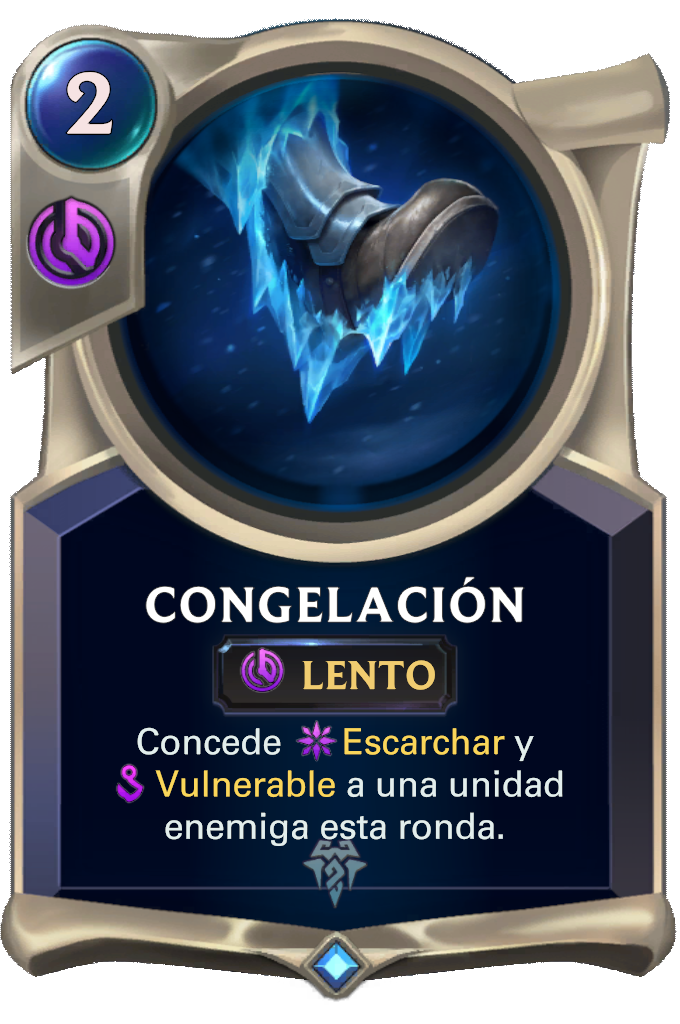 2
CONGELACIÓN
LENTO
Concede Escarchar y
Vulnerable a una unidad
enemiga esta ronda.